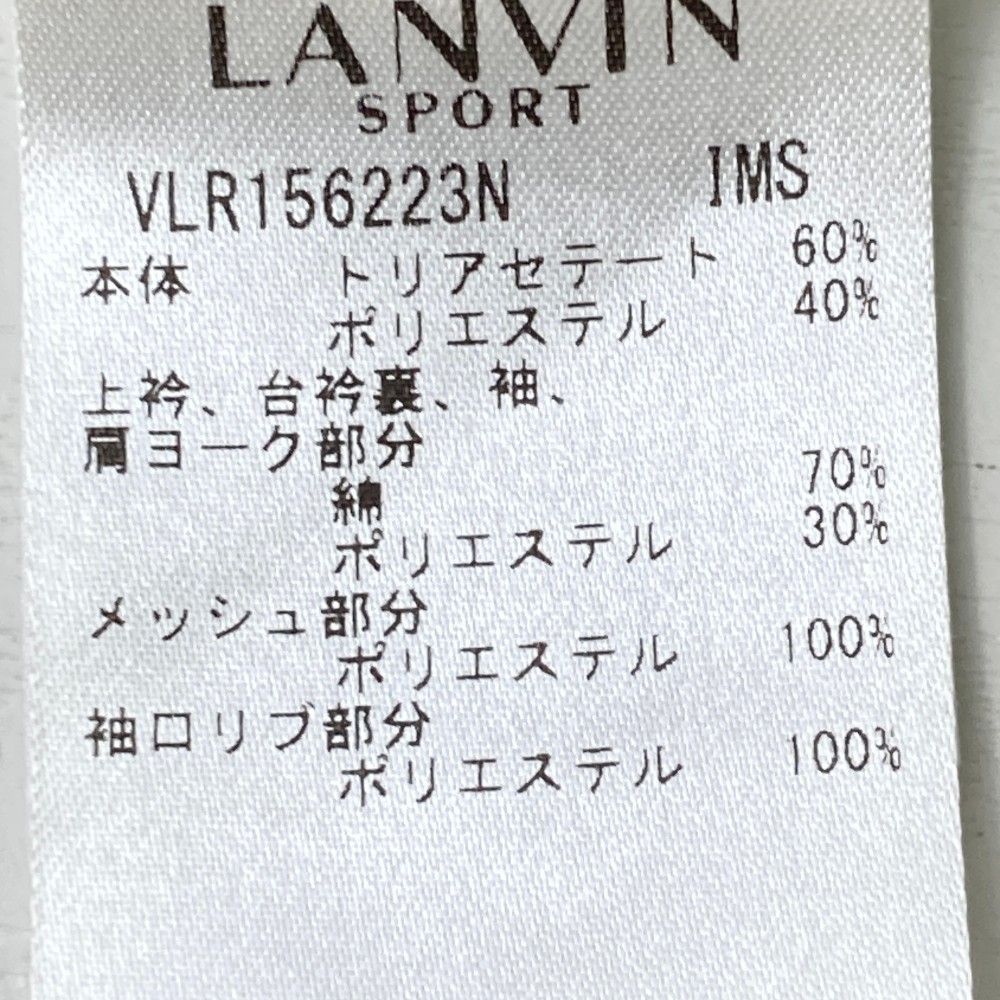 LANVIN
SPORT
VLR156223N IMS
本体 トリアセテート 60%
ポリエステル 40%
上衿、台衿裏、袖、
肩ヨーク部分
綿 70%
ポリエステル 30%
メッシュ部分
ポリエステル 100%
袖口リブ部分
ポリエステル 100%